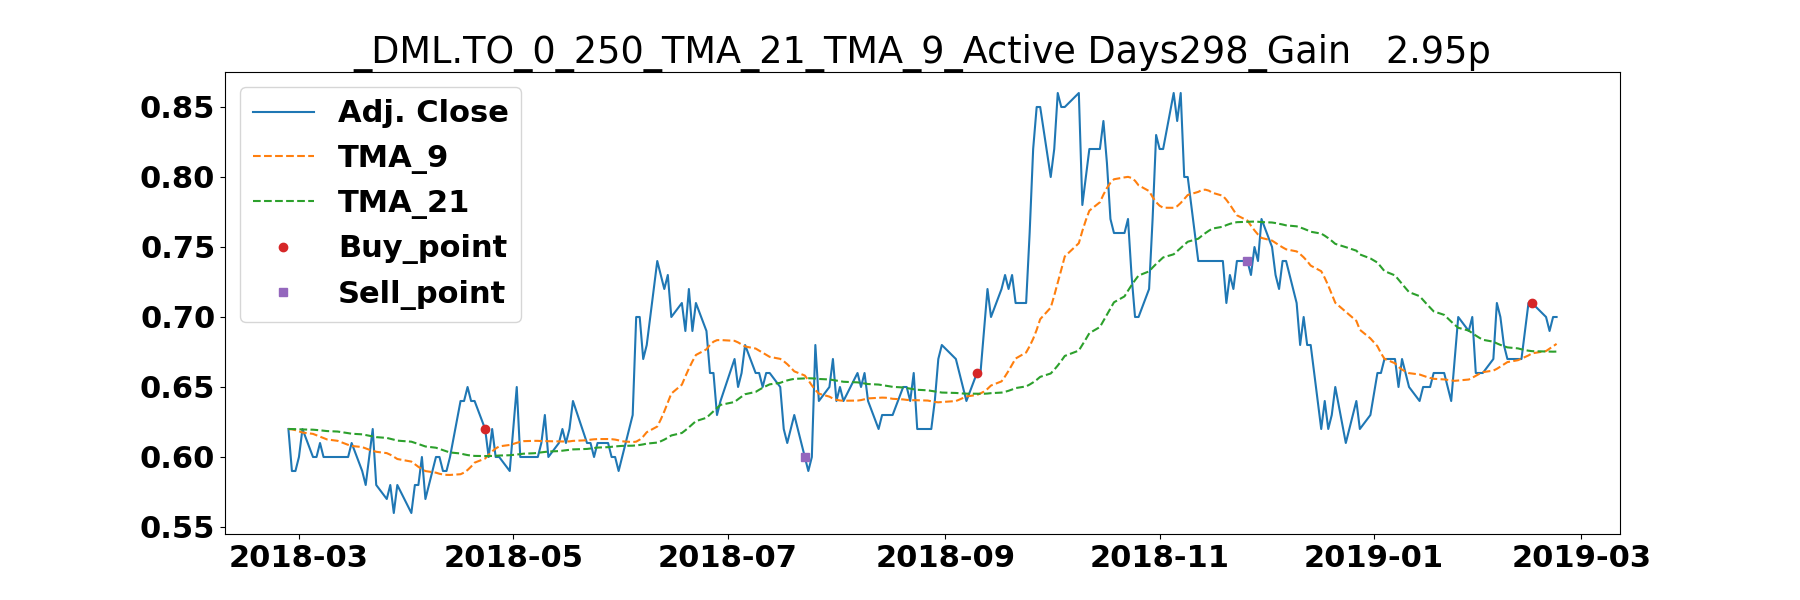 _DML.TO_0_250_TMA_21_TMA_9_Active Days298_Gain   2.95p
0.85
0.80
0.75
0.70
0.65
0.60
0.55
Adj. Close
TMA_9
TMA_21
Buy_point
Sell_point
2018-03 2018-05 2018-07 2018-09 2018-11 2019-01 2019-03